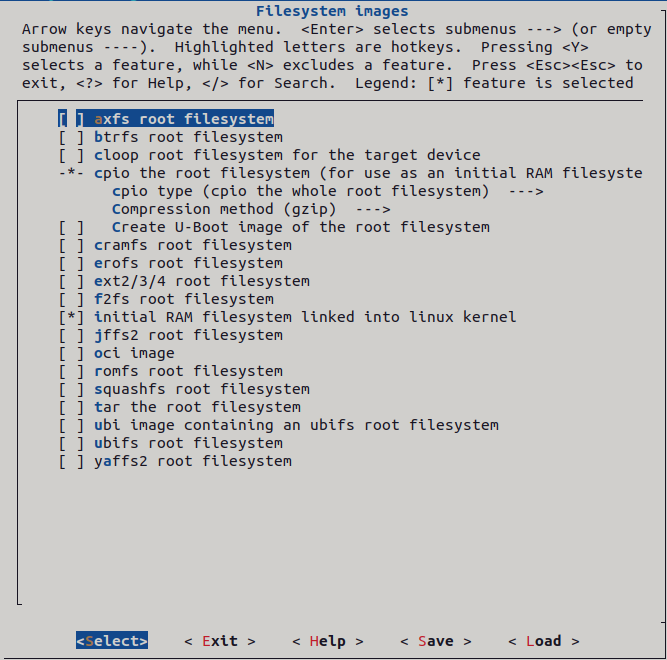 Filesystem images
Arrow keys navigate the menu.  <Enter> selects submenus ---> (or empty
submenus ----).  Highlighted letters are hotkeys.  Pressing <Y>
selects a feature, while <N> excludes a feature.  Press <Esc><Esc> to
exit, <?> for Help, </> for Search.  Legend: [*] feature is selected
[ ] axfs root filesystem
[ ] btrfs root filesystem
[ ] cloop root filesystem for the target device
-*- cpio the root filesystem (for use as an initial RAM filesyste
cpio type (cpio the whole root filesystem)  --->
Compression method (gzip)  --->
[ ]   Create U-Boot image of the root filesystem
[ ] cramfs root filesystem
[ ] erofs root filesystem
[ ] ext2/3/4 root filesystem
[ ] f2fs root filesystem
[*] initial RAM filesystem linked into linux kernel
[ ] jffs2 root filesystem
[ ] oci image
[ ] romfs root filesystem
[ ] squashfs root filesystem
[ ] tar the root filesystem
[ ] ubi image containing an ubifs root filesystem
[ ] ubifs root filesystem
[ ] yaffs2 root filesystem
<Select>    < Exit >    < Help >    < Save >    < Load >